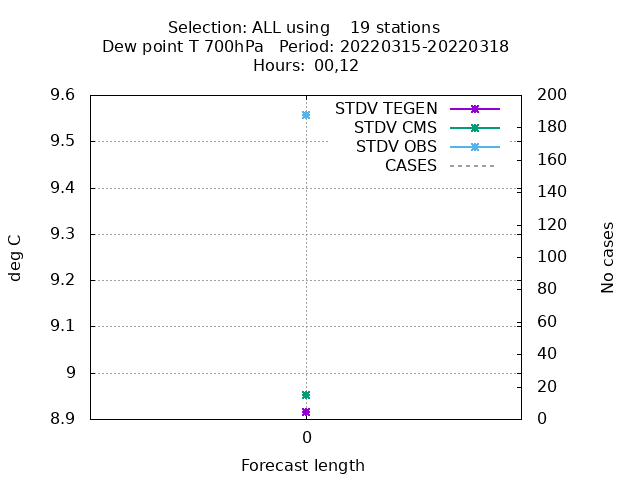 Selection: ALL using    19 stations
Dew point T 700hPa   Period: 20220315-20220318
Hours:  00,12
STDV TEGEN
STDV CMS
STDV OBS
CASES
9.6
9.5
9.4
9.3
9.2
9.1
9
8.9
200
180
160
140
120
100
80
60
40
20
0
deg C
No cases
0
Forecast length